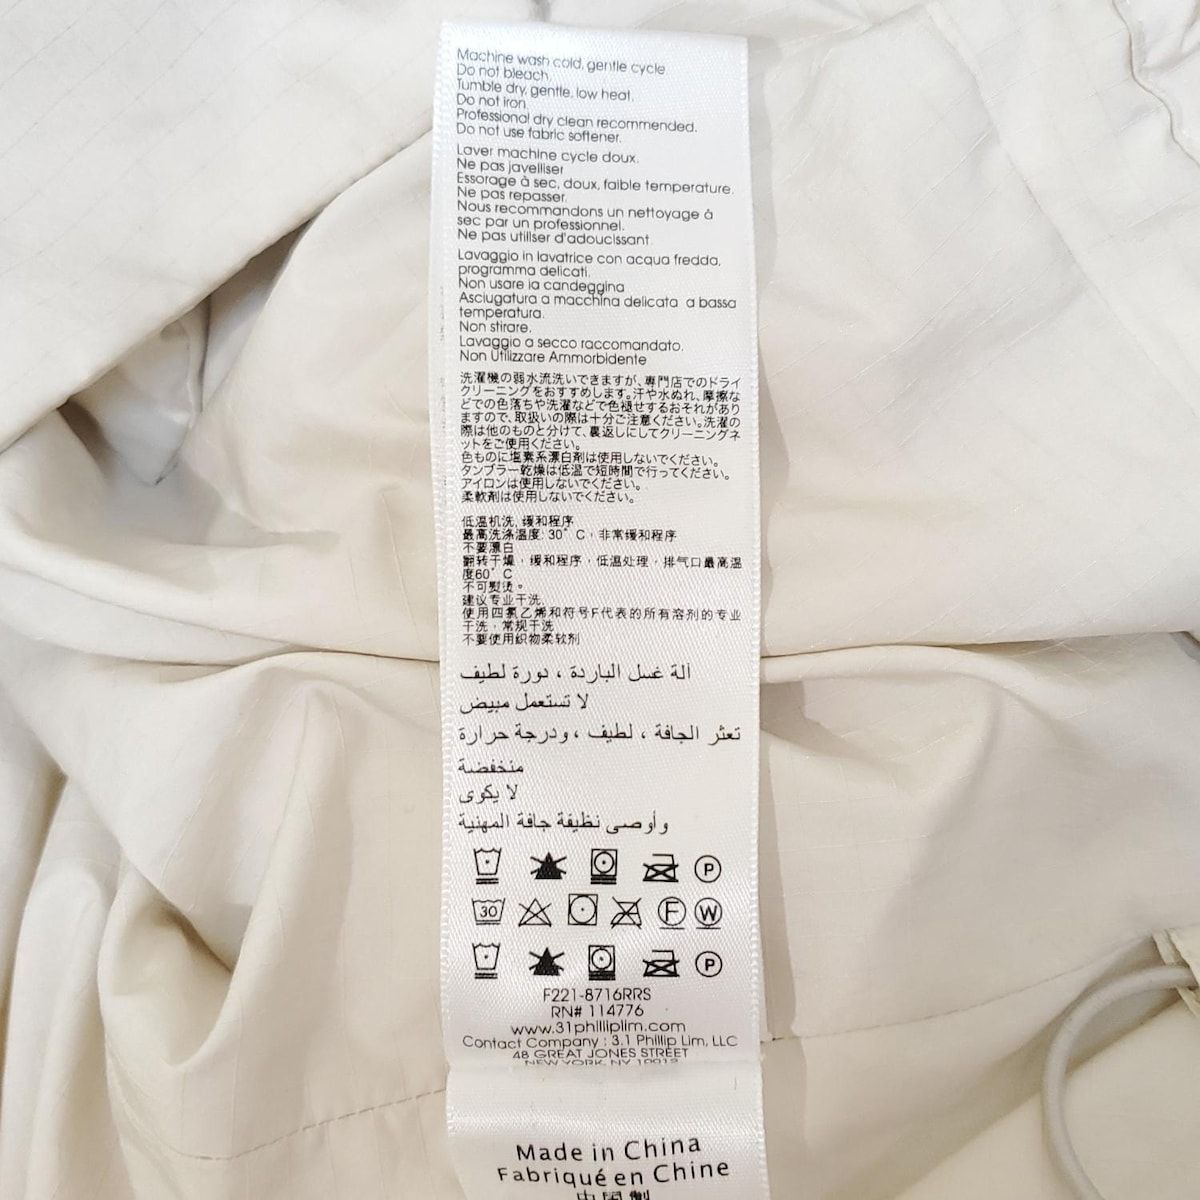 Machine wash cold, gentle cycle
Do not bleach.
Tumble dry, gentle, low heat.
Do not iron.
Professional dry clean recommended.
Do not use fabric softener.
Laver machine cycle doux.
Ne pas javelliser
Essorage à sec, doux, faible temperature.
Ne pas repasser.
Nous recommandons un nettoyage à
sec par un professionnel.
Ne pas utiliser d'adoucissant.
Lavaggio in lavatrice con acqua fredda,
programma delicati.
Non usare la candeggina
Asciugatura a macchina delicata a bassa
temperatura.
Non stirare.
Lavaggio a secco raccomandato.
Non Utilizzare Ammorbidente
洗濯機の弱水流洗いできますが、専門店でのドライ
クリーニングをおすすめします。汗や水ぬれ、摩擦な
どでの色落ちや洗濯などで色褪せするおそれがあり
ますので、取扱いの際は十分ご注意ください。洗濯の
際は他のものと分けて、裏返しにしてクリーニングネ
ットをご使用ください。
色ものに塩素系漂白剤は使用しないでください。
タンブラー乾燥は低温で短時間で行ってください。
アイロンは使用しないでください。
柔軟剤は使用しないでください。
低温机洗, 缓和程序
最高洗涤温度: 30° C，非常缓和程序
不要漂白
翻转干燥，缓和程序，低温处理，排气口最高温
度60° C
不可熨烫。
建议专业干洗.
使用四氯乙烯和符号F代表的所有溶剂的专业
干洗，常规干洗
不要使用织物柔软剂
آلة غسل الباردة ، دورة لطيف
لا تستعمل مبيض
تعثر الجافة ، لطيف ، ودرجة حرارة
منخفضة
لا يكوى
وأوصى نظيفة جافة المهنية
P
30 F W
P
F221-8716RRS
RN# 114776
www.31philliplim.com
Contact Company : 3.1 Phillip Lim, LLC
48 GREAT JONES STREET
NEW YORK, NY 10012
Made in China
Fabriqué en Chine
中国制